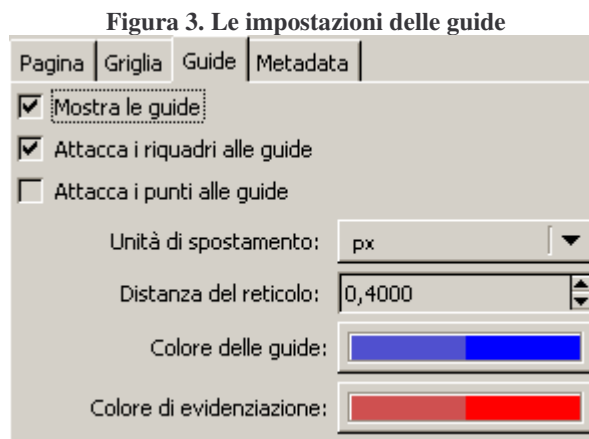 Figura 3. Le impostazioni delle guide
Pagina Griglia Guide Metadata
Mostra le guide
Attacca i riquadri alle guide
Attacca i punti alle guide
Unità di spostamento: px
Distanza del reticolo: 0,4000
Colore delle guide:
Colore di evidenziazione: